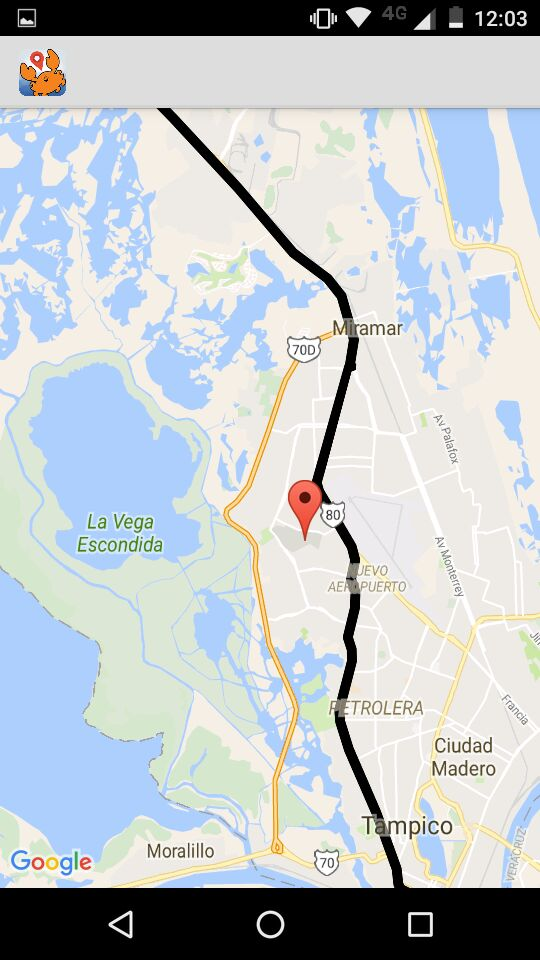 4G 12:03
Miramar
70D
Av Palafox
80
La Vega
Escondida
Av Monterrey
NUEVO
AEROPUERTO
PETROLERA
Francia
Ciudad
Madero
Tampico
VERACRUZ
Moralillo
70
Google